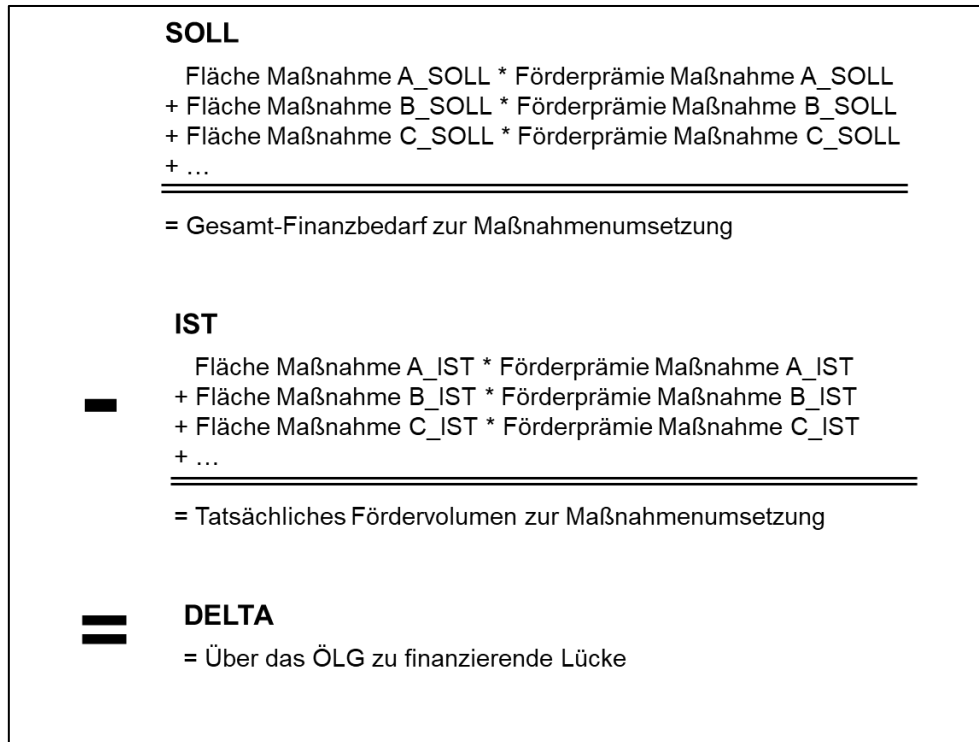 SOLL
Fläche Maßnahme A_SOLL * Förderprämie Maßnahme A_SOLL
+ Fläche Maßnahme B_SOLL * Förderprämie Maßnahme B_SOLL
+ Fläche Maßnahme C_SOLL * Förderprämie Maßnahme C_SOLL
+ …
= Gesamt-Finanzbedarf zur Maßnahmenumsetzung
IST
Fläche Maßnahme A_IST * Förderprämie Maßnahme A_IST
- + Fläche Maßnahme B_IST * Förderprämie Maßnahme B_IST
+ Fläche Maßnahme C_IST * Förderprämie Maßnahme C_IST
+ …
= Tatsächliches Fördervolumen zur Maßnahmenumsetzung
= DELTA
= Über das ÖLG zu finanzierende Lücke